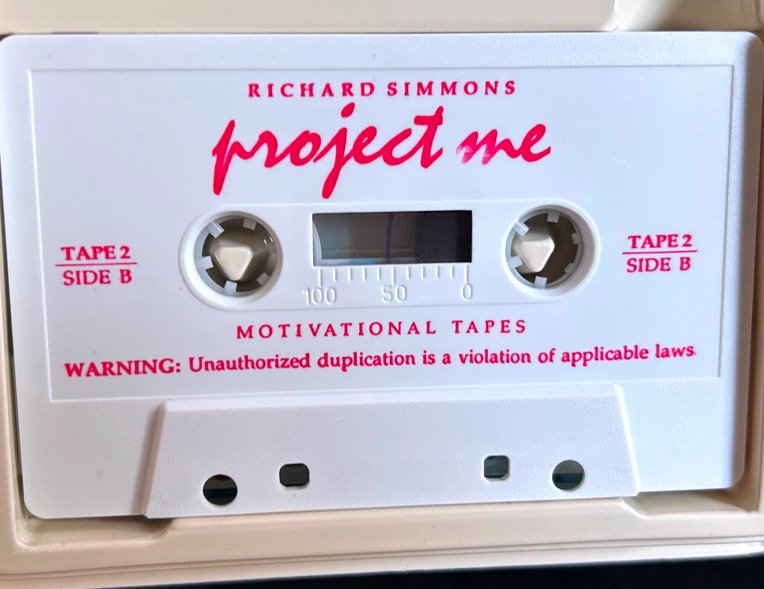 RICHARD SIMMONS
project me
TAPE 2
SIDE B
TAPE 2
SIDE B
100 50 0
MOTIVATIONAL TAPES
WARNING: Unauthorized duplication is a violation of applicable laws.